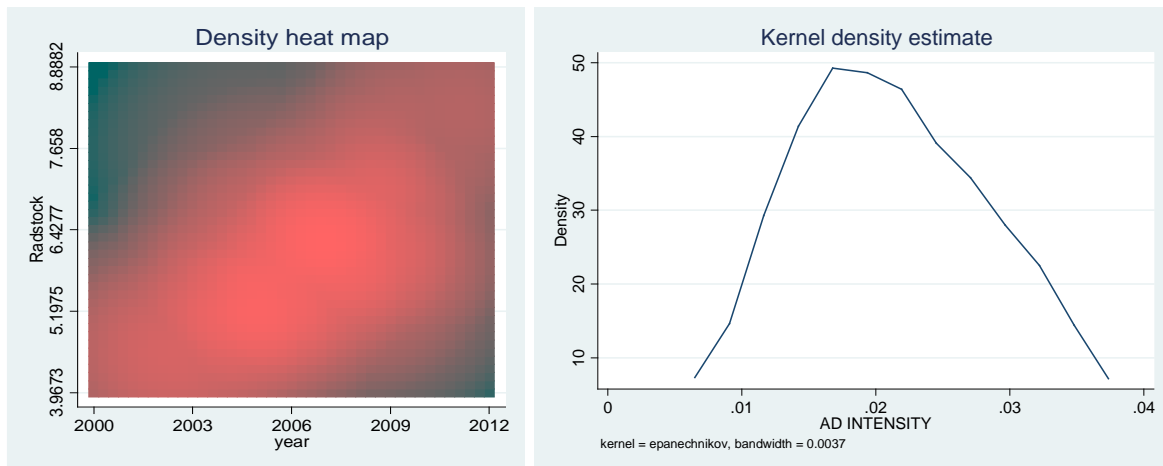 Density heat map
Radstock
8.8882
7.658
6.4277
5.1975
3.9673
2000 2003 2006 2009 2012
year
Kernel density estimate
Density
50
40
30
20
10
0 .01 .02 .03 .04
AD INTENSITY
kernel = epanechnikov, bandwidth = 0.0037